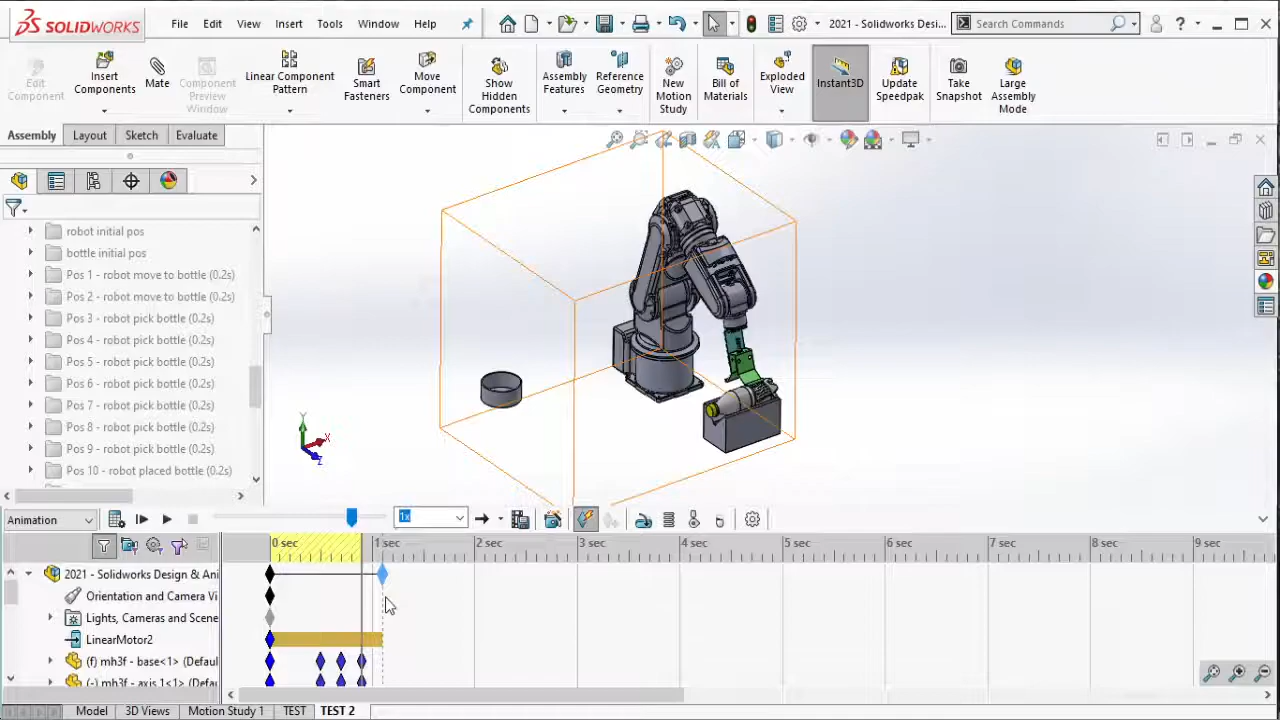 SOLIDWORKS
File Edit View Insert Tools Window Help
2021 - Solidworks Desi...
Search Commands
Edit Component
Insert Components
Mate
Component Preview Window
Linear Component Pattern
Smart Fasteners
Move Component
Show Hidden Components
Assembly Features
Reference Geometry
New Motion Study
Bill of Materials
Exploded View
Instant3D
Update Speedpak
Take Snapshot
Large Assembly Mode
Assembly Layout Sketch Evaluate
robot initial pos
bottle initial pos
Pos 1 - robot move to bottle (0.2s)
Pos 2 - robot move to bottle (0.2s)
Pos 3 - robot pick bottle (0.2s)
Pos 4 - robot pick bottle (0.2s)
Pos 5 - robot pick bottle (0.2s)
Pos 6 - robot pick bottle (0.2s)
Pos 7 - robot pick bottle (0.2s)
Pos 8 - robot pick bottle (0.2s)
Pos 9 - robot pick bottle (0.2s)
Pos 10 - robot placed bottle (0.2s)
Y
X
Z
Animation
1x
0 sec 1 sec 2 sec 3 sec 4 sec 5 sec 6 sec 7 sec 8 sec 9 sec
2021 - Solidworks Design & Ani
Orientation and Camera Vi
Lights, Cameras and Scene
LinearMotor2
(f) mh3f - base<1> (Defau
(-) mh3f - axis 1<1> (Defau
Model 3D Views Motion Study 1 TEST TEST 2